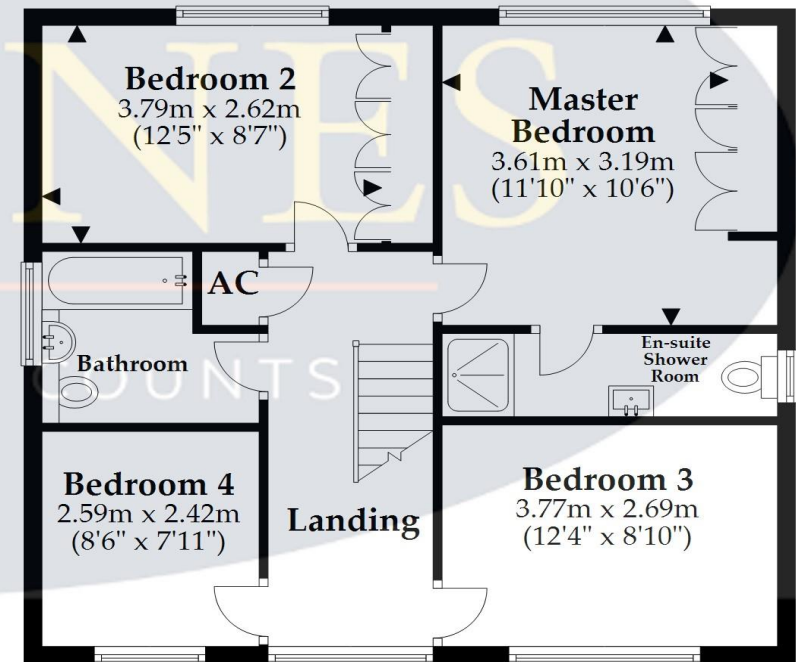 NES
Bedroom 2
3.79m x 2.62m
(12'5" x 8'7")
Master
Bedroom
3.61m x 3.19m
(11'10" x 10'6")
AC
Bathroom
En-suite
Shower
Room
COUNTS
Bedroom 4
2.59m x 2.42m
(8'6" x 7'11")
Landing
Bedroom 3
3.77m x 2.69m
(12'4" x 8'10")